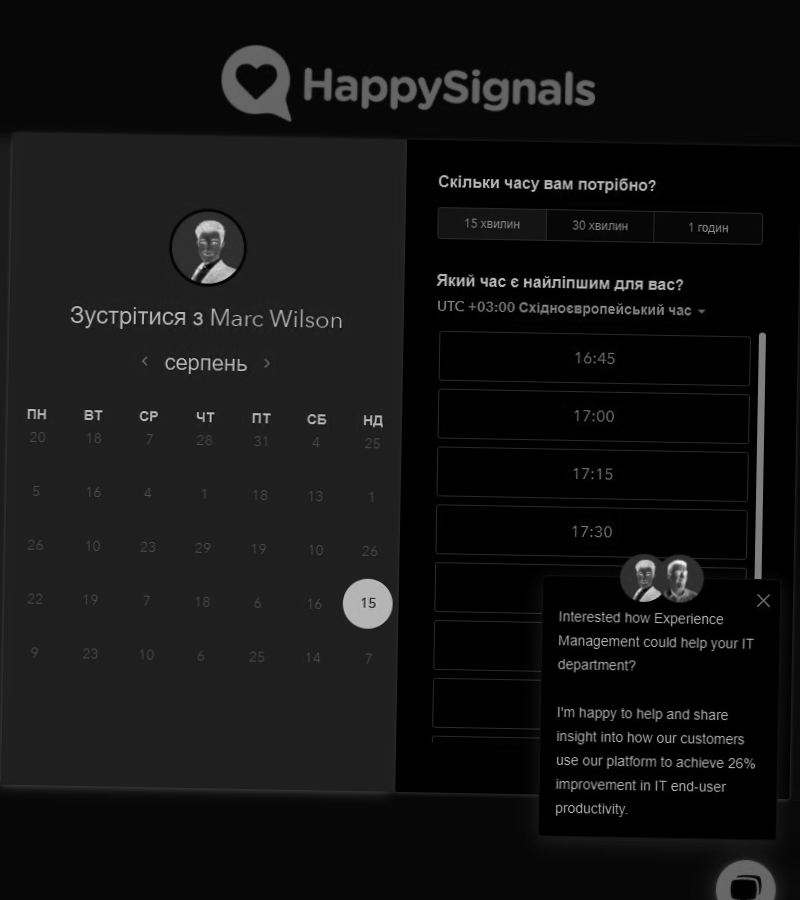 HappySignals
Зустрітися з Marc Wilson
серпень
ПН ВТ СР ЧТ ПТ СБ НД
20 18 7 28 31 4 25
5 16 4 1 18 13 1
26 10 23 29 19 10 26
22 19 7 18 6 16 15
9 23 10 6 25 14 7
Скільки часу вам потрібно?
15 хвилин 30 хвилин 1 годин
Який час є найліпшим для вас?
UTC +03:00 Східноєвропейський час
16:45
17:00
17:15
17:30
Interested how Experience
Management could help your IT
department?
I'm happy to help and share
insight into how our customers
use our platform to achieve 26%
improvement in IT end-user
productivity.